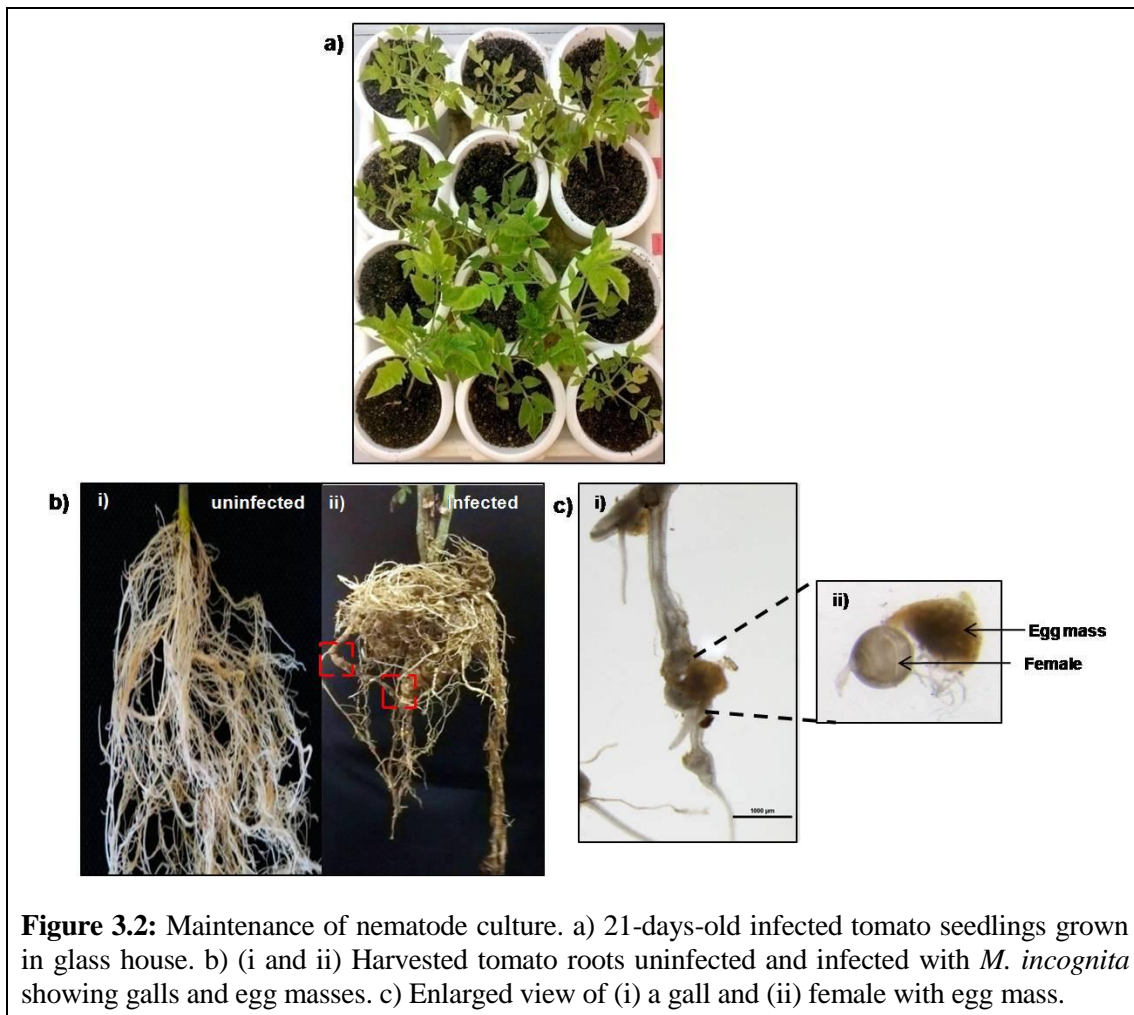 a)
b)
i)
uninfected
ii)
Infected
c)
i)
ii)
Egg mass
Female
1000 µm
Figure 3.2: Maintenance of nematode culture. a) 21-days-old infected tomato seedlings grown
in glass house. b) (i and ii) Harvested tomato roots uninfected and infected with M. incognita
showing galls and egg masses. c) Enlarged view of (i) a gall and (ii) female with egg mass.